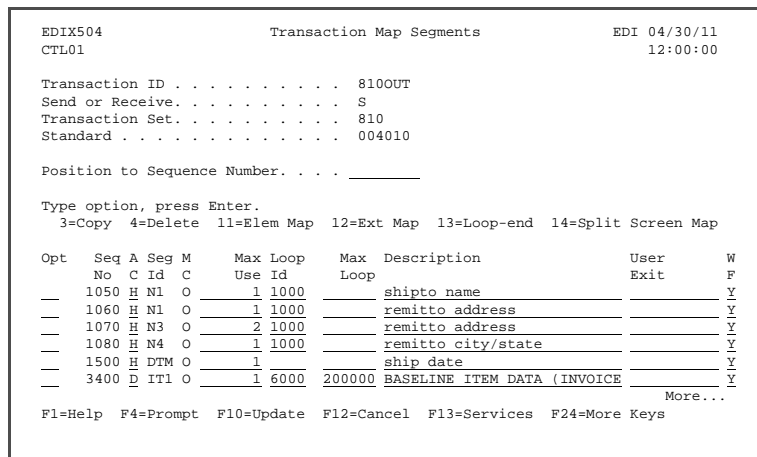 EDIX504 Transaction Map Segments EDI 04/30/11
CTL01 12:00:00
Transaction ID . . . . . . . . . . 810OUT
Send or Receive. . . . . . . . . . S
Transaction Set. . . . . . . . . . 810
Standard . . . . . . . . . . . . . 004010
Position to Sequence Number. . . .
Type option, press Enter.
3=Copy 4=Delete 11=Elem Map 12=Ext Map 13=Loop-end 14=Split Screen Map
Opt Seq A Seg M Max Loop Max Description User W
No C Id C Use Id Loop Exit F
1050 H N1 O 1 1000 shipto name Y
1060 H N1 O 1 1000 remitto address Y
1070 H N3 O 2 1000 remitto address Y
1080 H N4 O 1 1000 remitto city/state Y
1500 H DTM O 1 ship date Y
3400 D IT1 O 1 6000 200000 BASELINE ITEM DATA (INVOICE Y
More...
F1=Help F4=Prompt F10=Update F12=Cancel F13=Services F24=More Keys